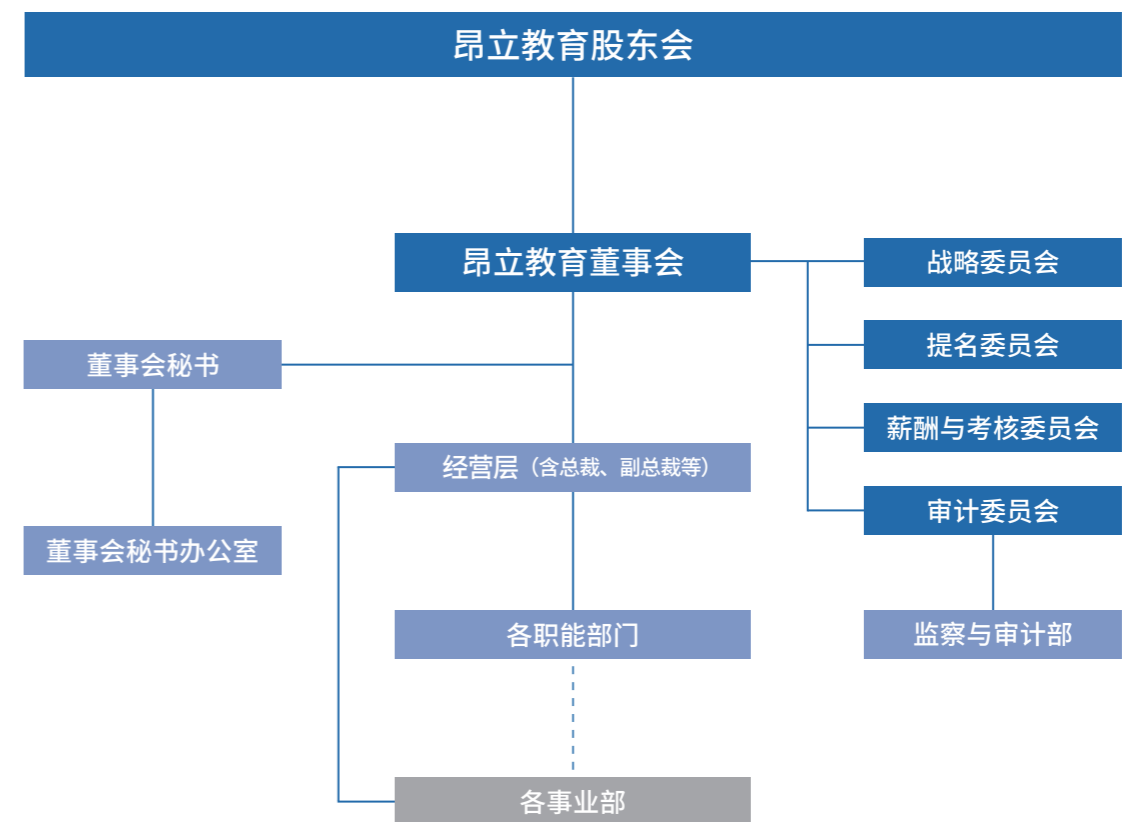 昂立教育股东会
昂立教育董事会
战略委员会
提名委员会
董事会秘书
薪酬与考核委员会
经营层（含总裁、副总裁等）
审计委员会
董事会秘书办公室
各职能部门
监察与审计部
各事业部